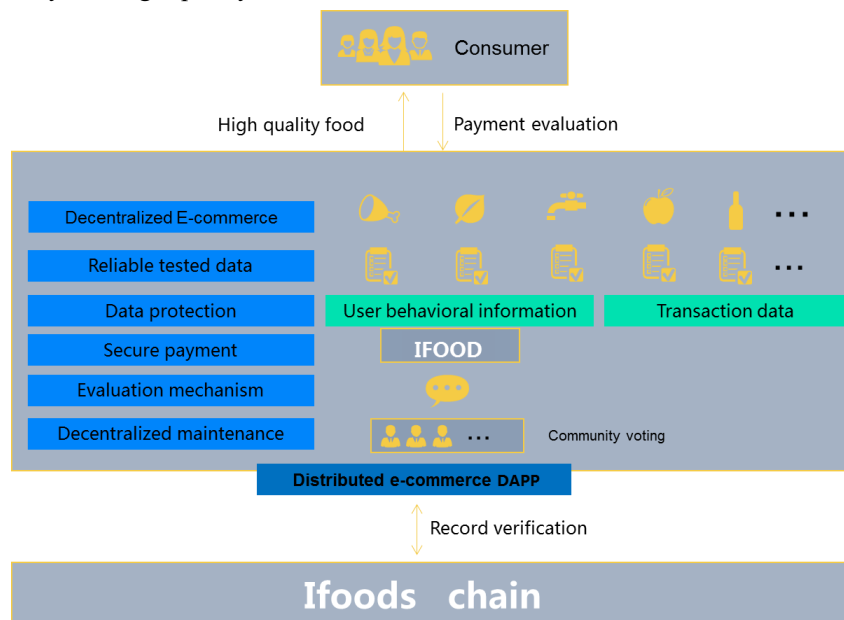 Consumer
High quality food
Payment evaluation
Decentralized E-commerce
...
Reliable tested data
...
Data protection
User behavioral information
Transaction data
Secure payment
IFOOD
Evaluation mechanism
Decentralized maintenance
...
Community voting
Distributed e-commerce DAPP
Record verification
Ifoods chain